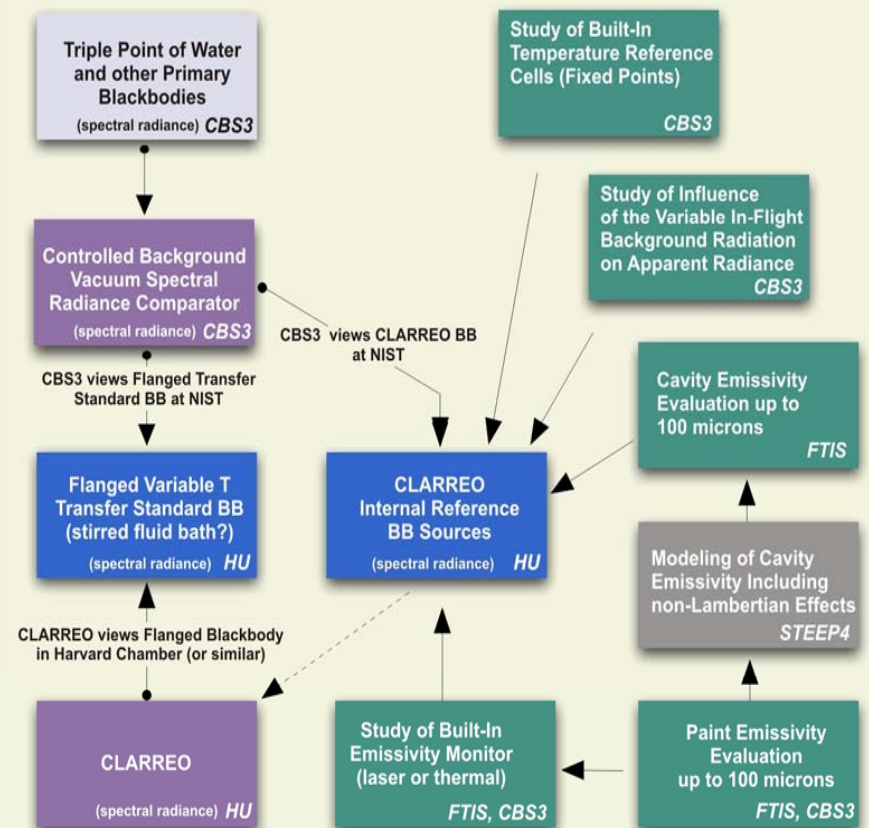 Triple Point of Water
and other Primary
Blackbodies
(spectral radiance) CBS3
Study of Built-In
Temperature Reference
Cells (Fixed Points)
CBS3
Study of Influence
of the Variable In-Flight
Background Radiation
on Apparent Radiance
CBS3
Controlled Background
Vacuum Spectral
Radiance Comparator
(spectral radiance) CBS3
CBS3 views CLARREO BB
at NIST
CBS3 views Flanged Transfer
Standard BB at NIST
Cavity Emissivity
Evaluation up to
100 microns
FTIS
Flanged Variable T
Transfer Standard BB
(stirred fluid bath?)
(spectral radiance) HU
CLARREO
Internal Reference
BB Sources
(spectral radiance) HU
Modeling of Cavity
Emissivity Including
non-Lambertian Effects
STEEP4
CLARREO views Flanged Blackbody
in Harvard Chamber (or similar)
CLARREO
(spectral radiance) HU
Study of Built-In
Emissivity Monitor
(laser or thermal)
FTIS, CBS3
Paint Emissivity
Evaluation
up to 100 microns
FTIS, CBS3